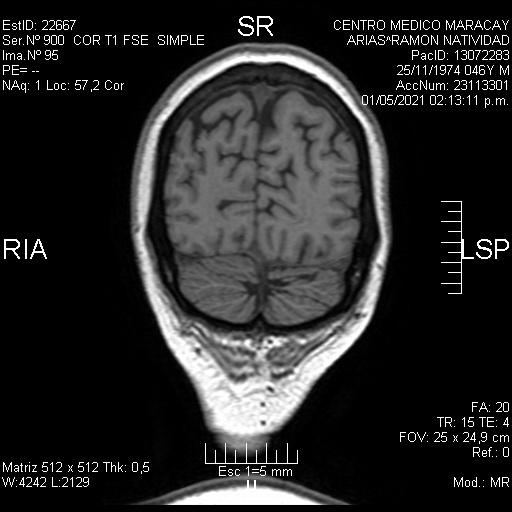 EstID: 22667
Ser.Nº 900 COR T1 FSE SIMPLE
Ima.Nº 95
PE= --
NAq: 1 Loc: 57,2 Cor
SR
CENTRO MEDICO MARACAY
ARIAS^RAMON NATIVIDAD
PacID: 13072283
25/11/1974 046Y M
AccNum: 23113301
01/05/2021 02:13:11 p.m.
RIA
LSP
FA: 20
TR: 15 TE: 4
FOV: 25 x 24,9 cm
Ref.: 0
Mod.: MR
Matriz 512 x 512 Thk: 0,5
W:4242 L:2129
Esc 1=5 mm